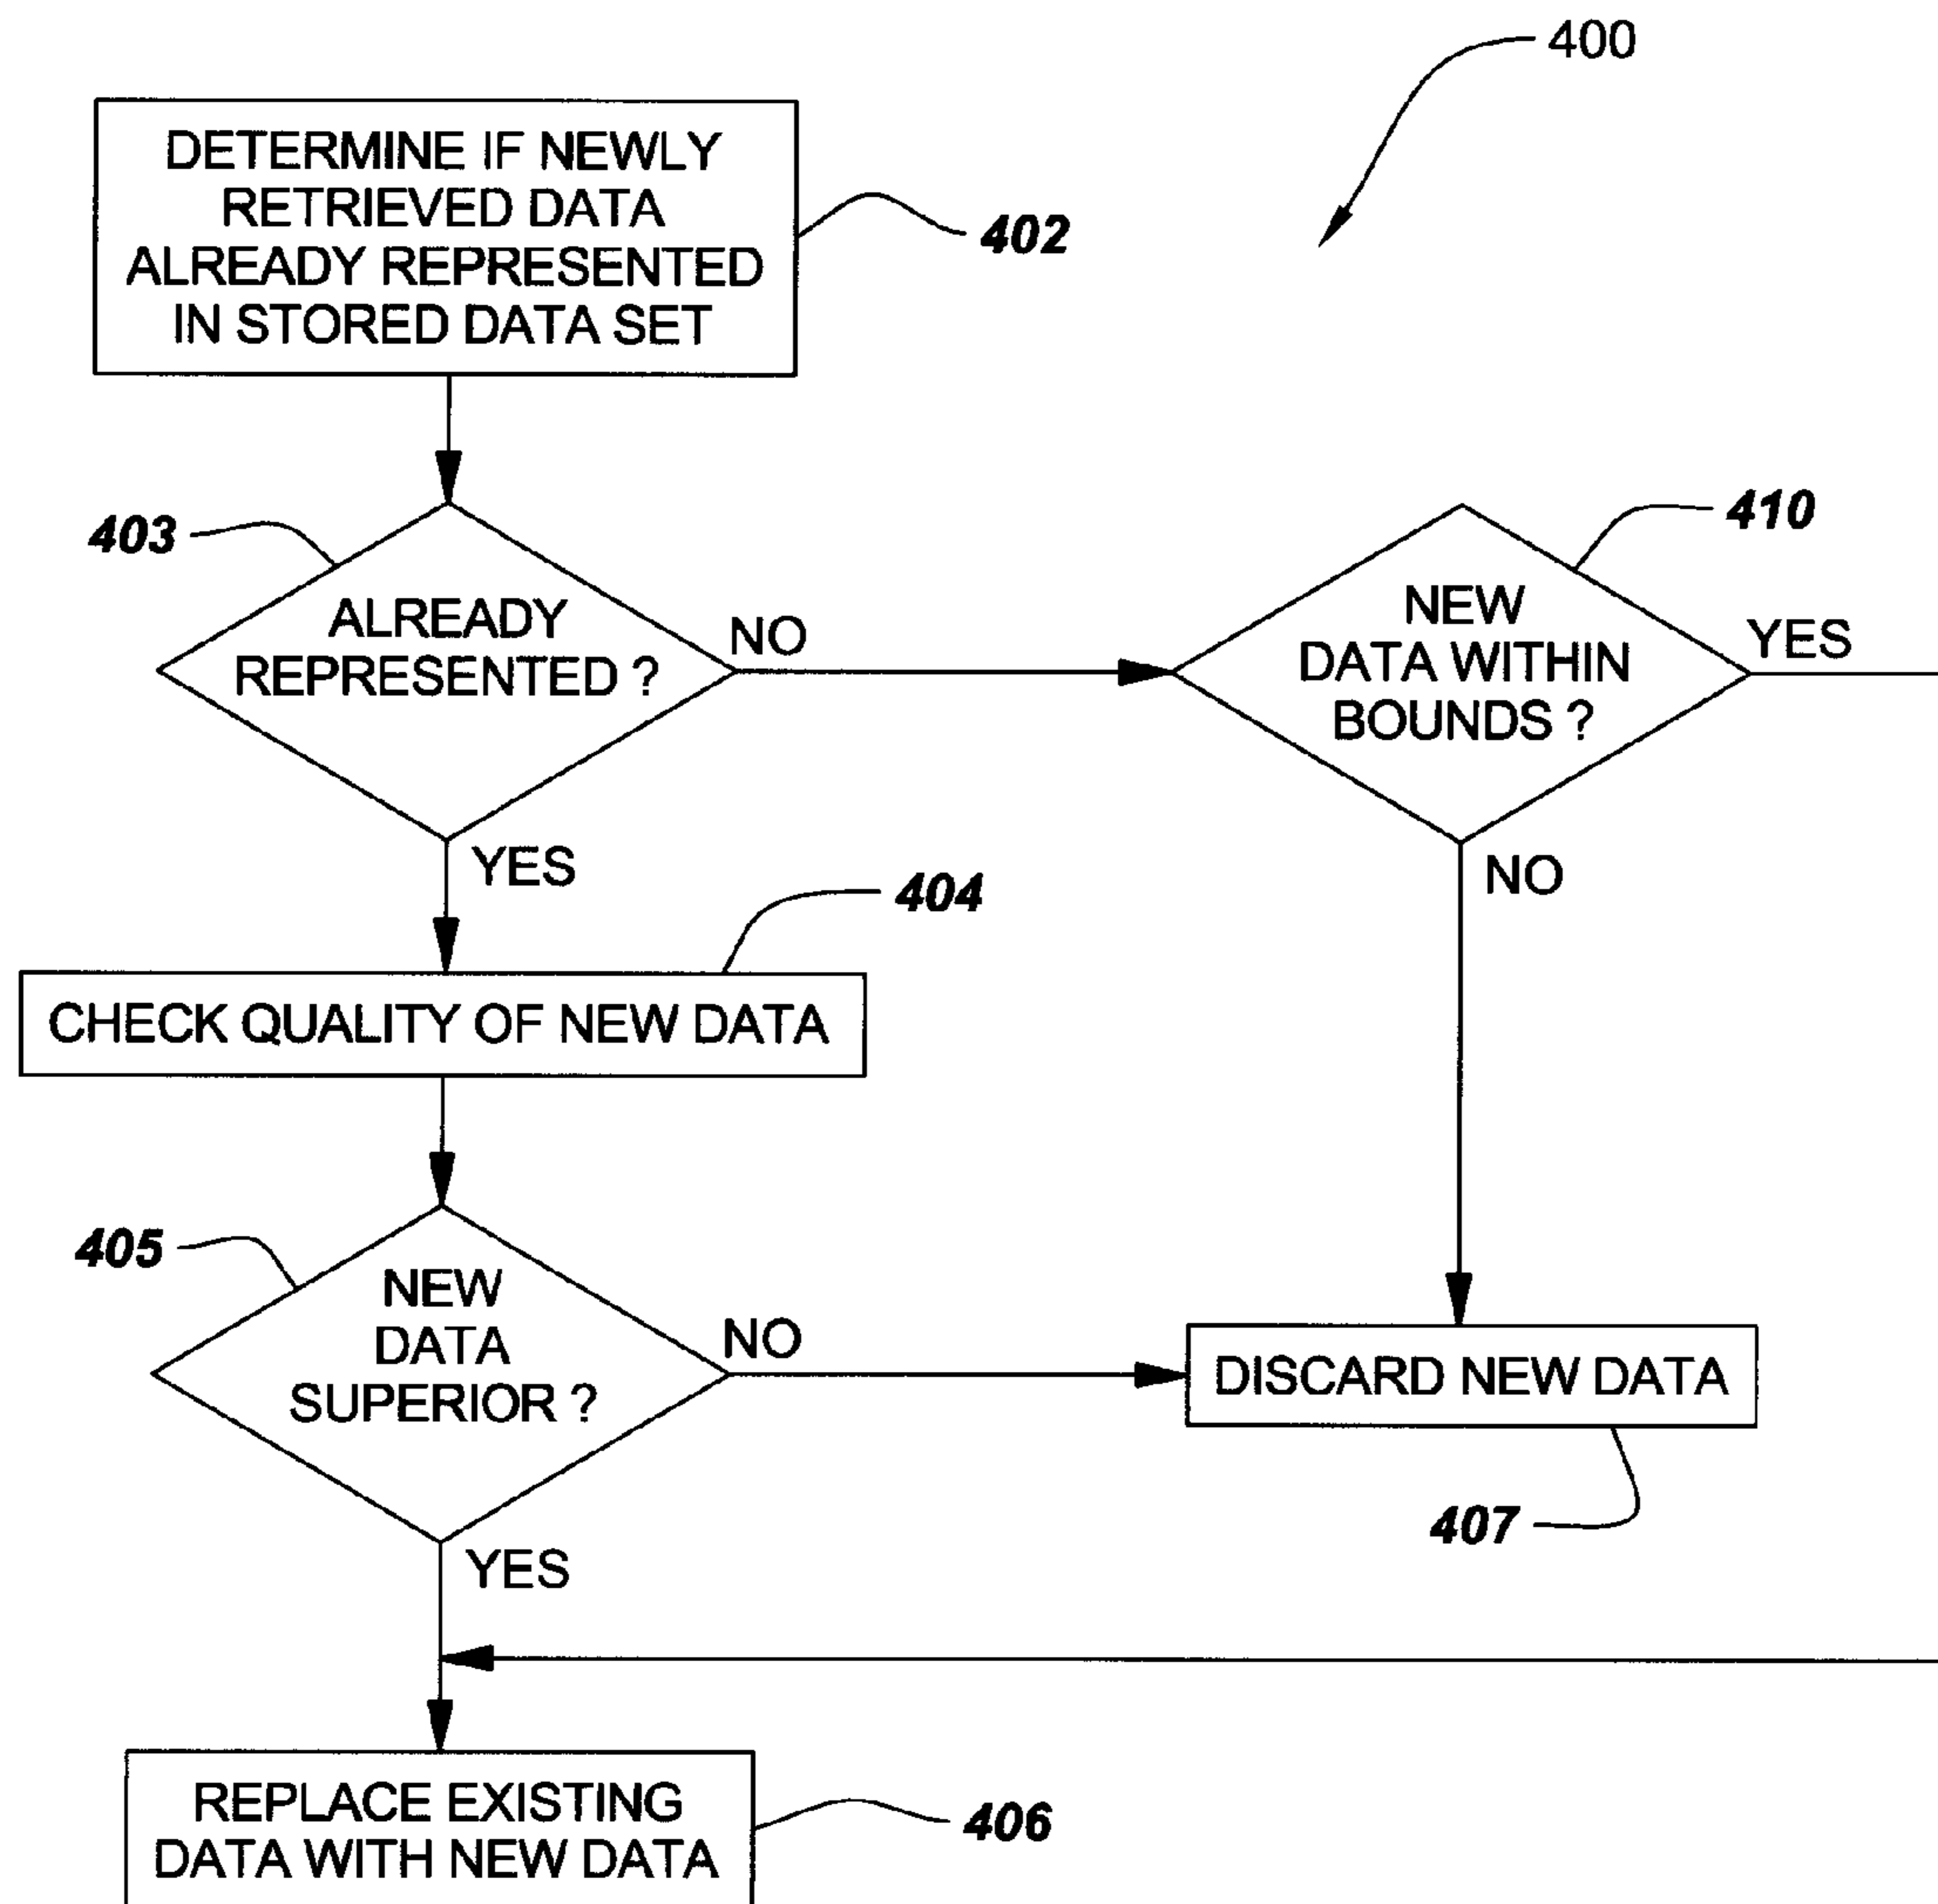 400
DETERMINE IF NEWLY
RETRIEVED DATA
ALREADY REPRESENTED
IN STORED DATA SET
402
403
ALREADY
REPRESENTED ?
NO
YES
410
NEW
DATA WITHIN
BOUNDS ?
YES
NO
404
CHECK QUALITY OF NEW DATA
405
NEW
DATA
SUPERIOR ?
NO
YES
DISCARD NEW DATA
407
REPLACE EXISTING
DATA WITH NEW DATA
406